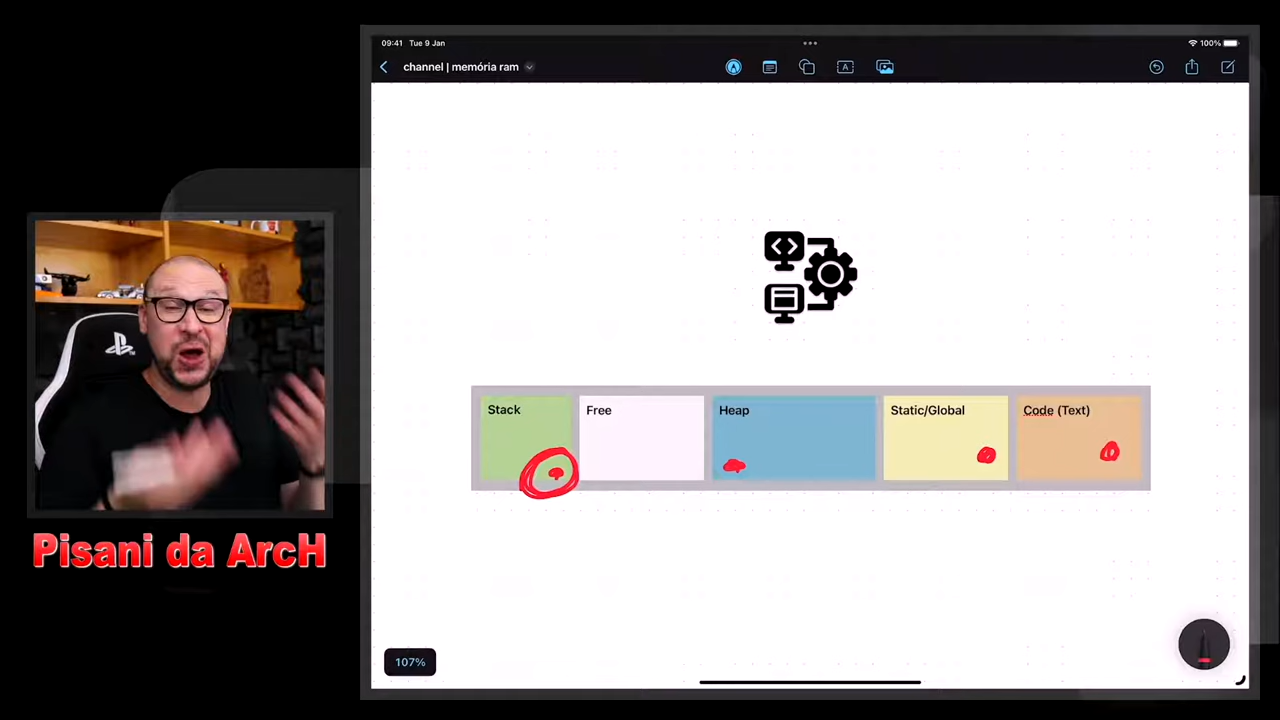 09:41 Tue 9 Jan
100%
channel | memória ram
A
Stack
Free
Heap
Static/Global
Code (Text)
Pisani da ArcH
107%